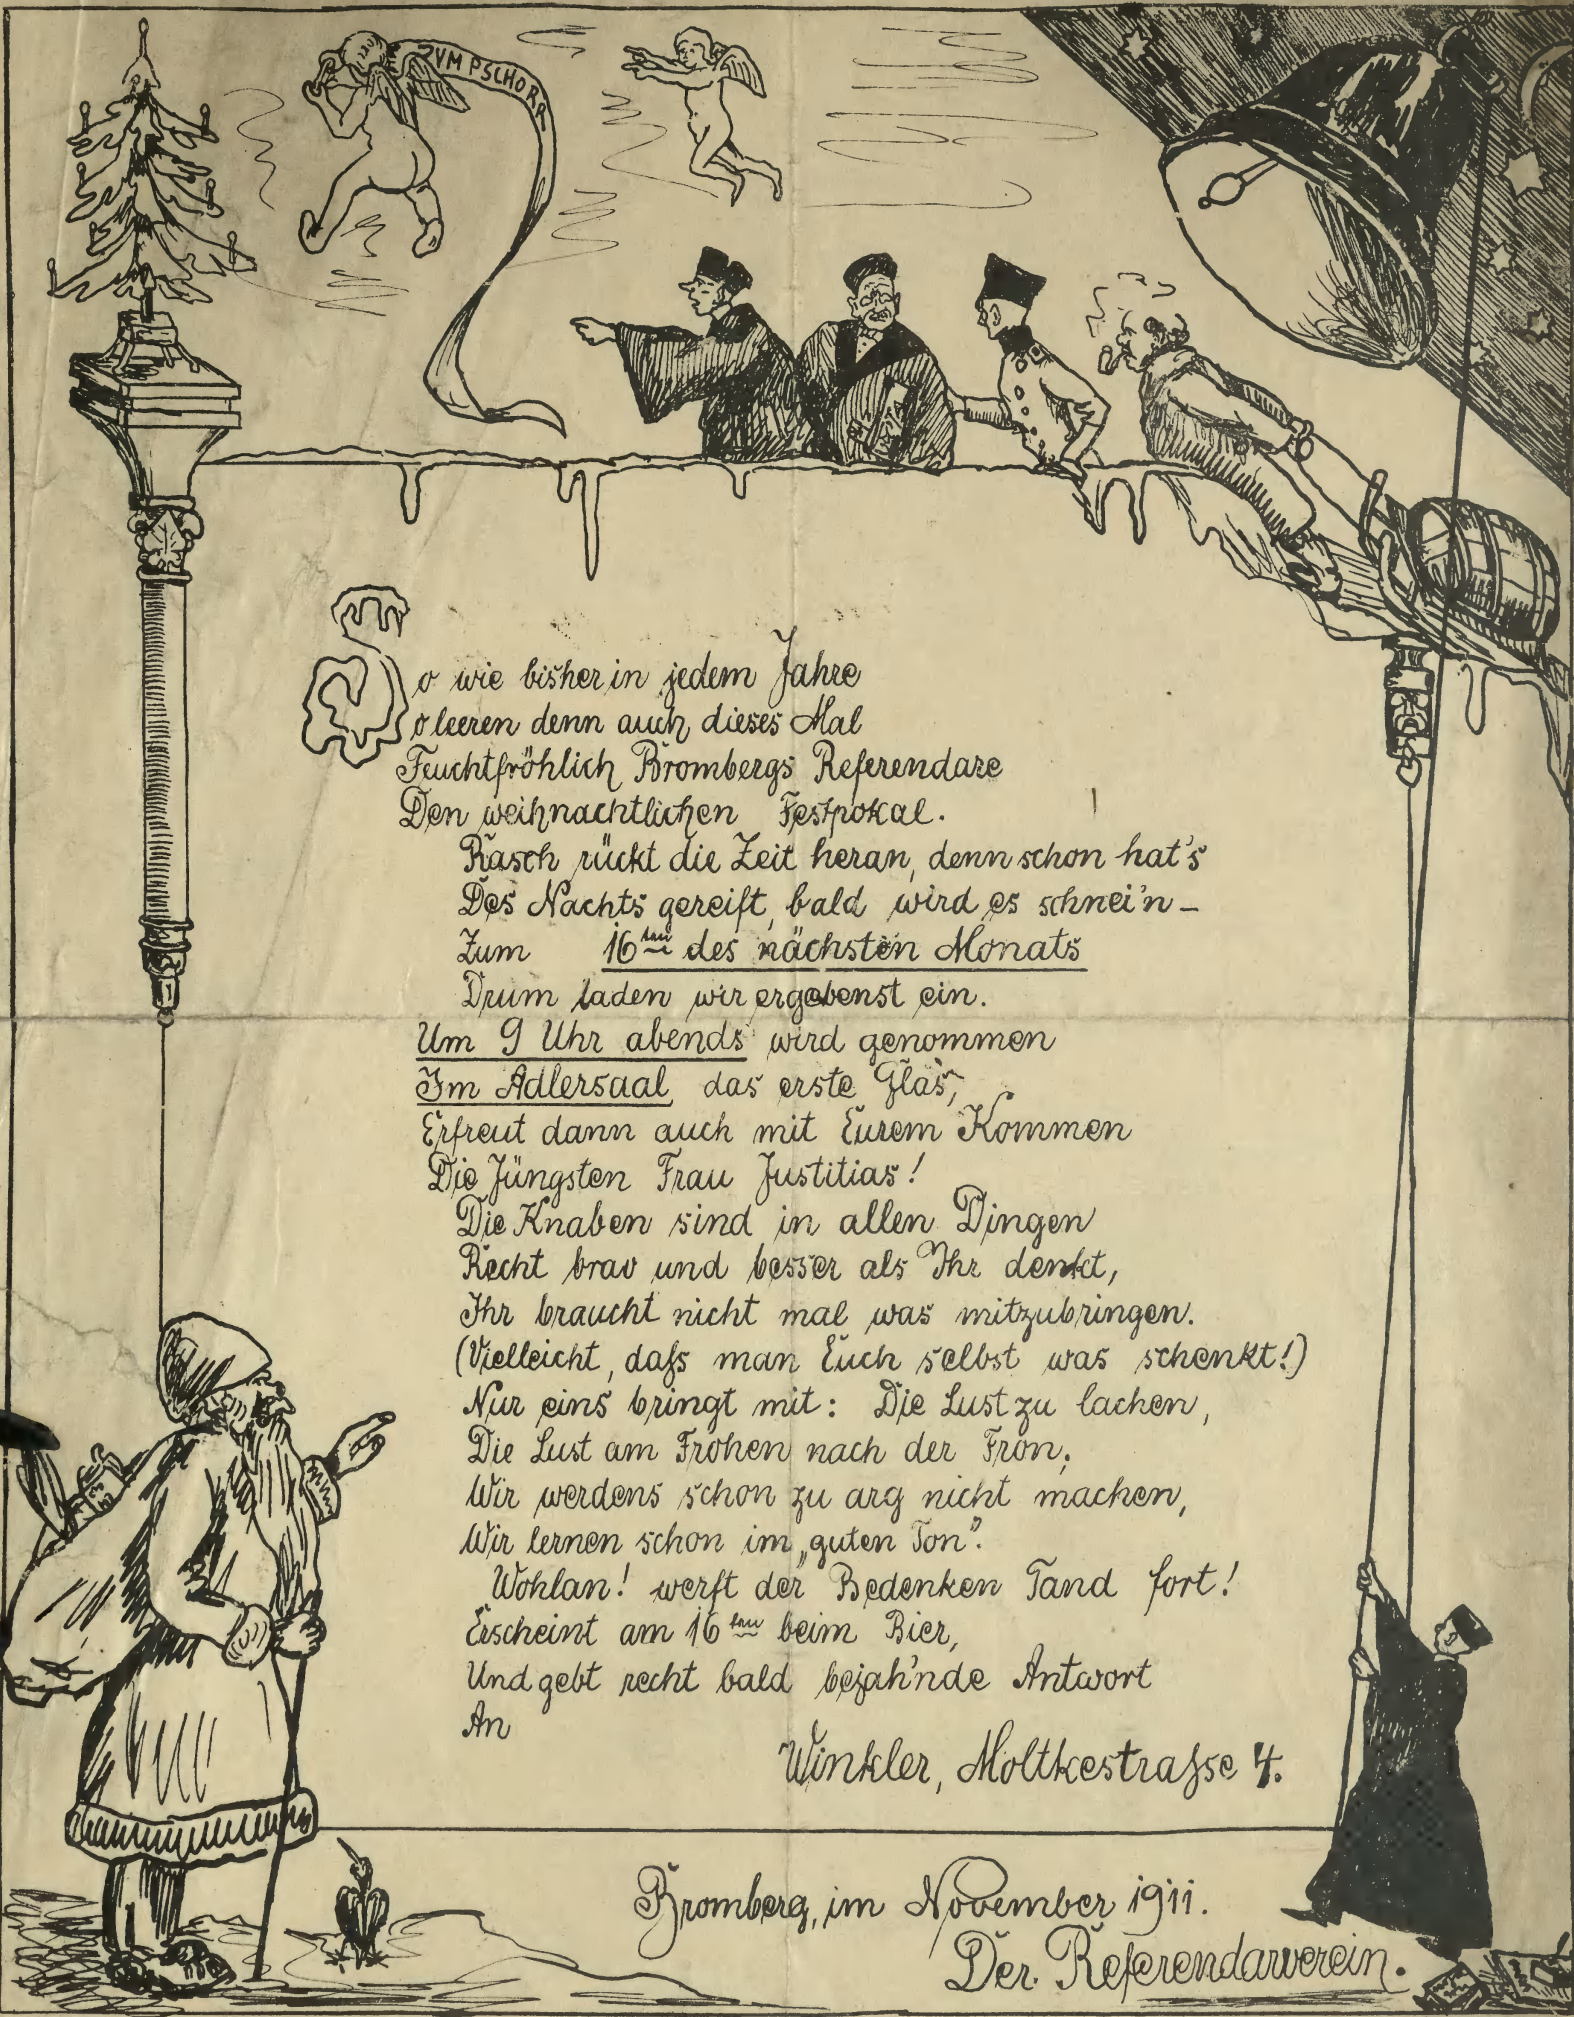 ZUM PSCHORR
So wie bisher in jedem Jahre
So leeren denn auch dieses Mal
Feuchtfröhlich Brombergs Referendare
Den weihnachtlichen Festpokal.
Rasch rückt die Zeit heran, denn schon hat's
Des Nachts gereift, bald wird es schnei'n –
Zum 16ten des nächsten Monats
Drum laden wir ergebenst ein.
Um 9 Uhr abends wird genommen
Im Adlersaal das erste Glas,
Erfreut dann auch mit Eurem Kommen
Die Jüngsten Frau Justitias!
Die Knaben sind in allen Dingen
Recht brav und besser als Ihr denkt,
Ihr braucht nicht mal was mitzubringen.
(Vielleicht, dafs man Euch selbst was schenkt!)
Nur eins bringt mit: Die Lust zu lachen,
Die Lust am Frohen nach der Fron;
Wir werdens schon zu arg nicht machen,
Wir lernen schon im „guten Ton".
Wohlan! werft der Bedenken Tand fort!
Erscheint am 16ten beim Bier,
Und gebt recht bald bejah'nde Antwort
An
Winkler, Moltkestrafse 4.
Bromberg, im November 1911.
Der Referendarverein.